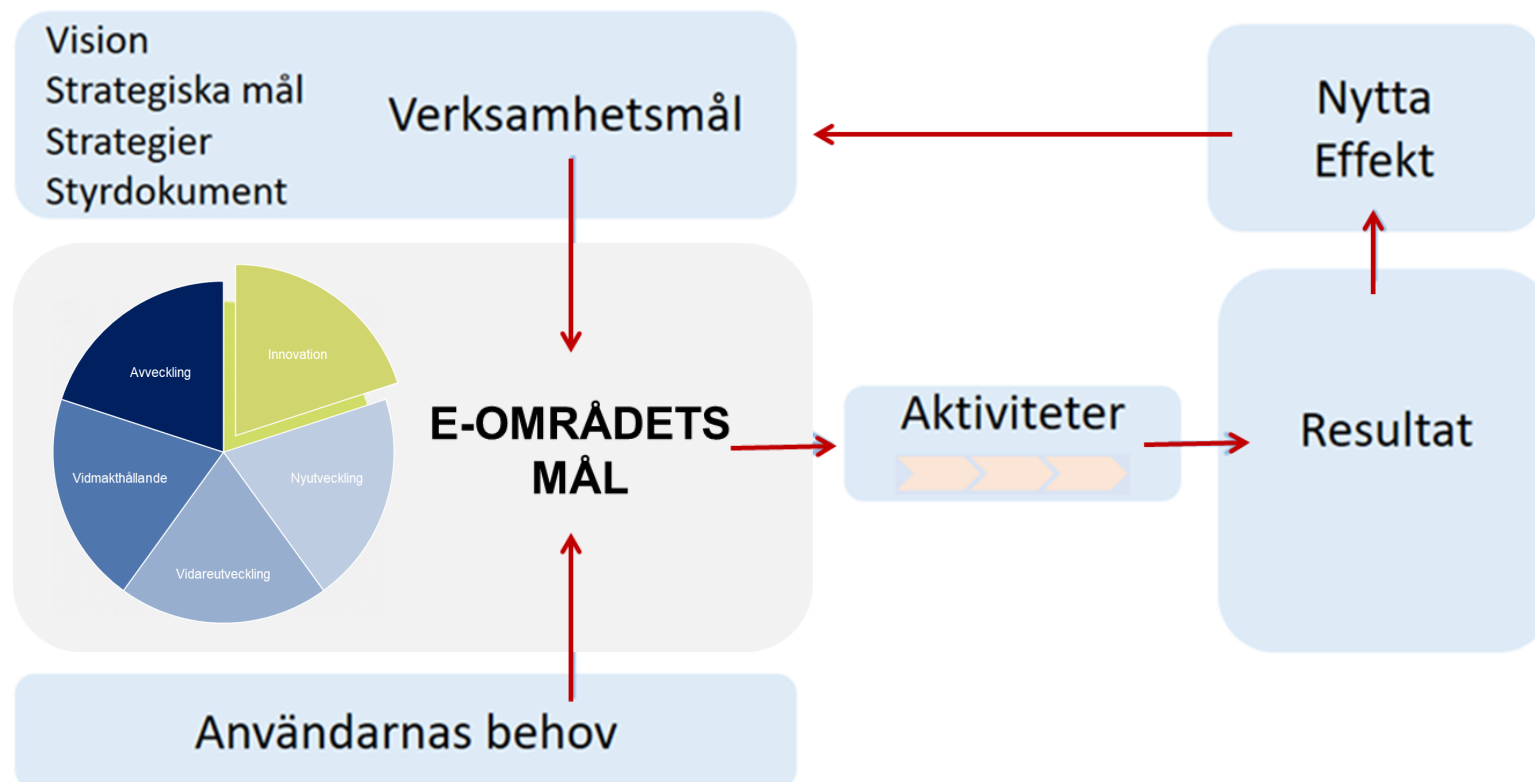 Vision
Strategiska mål
Strategier
Styrdokument
Verksamhetsmål
Nytta
Effekt
Avveckling
Innovation
Vidmakthållande
Nyutveckling
Vidareutveckling
E-OMRÅDETS
MÅL
Aktiviteter
Resultat
Användarnas behov